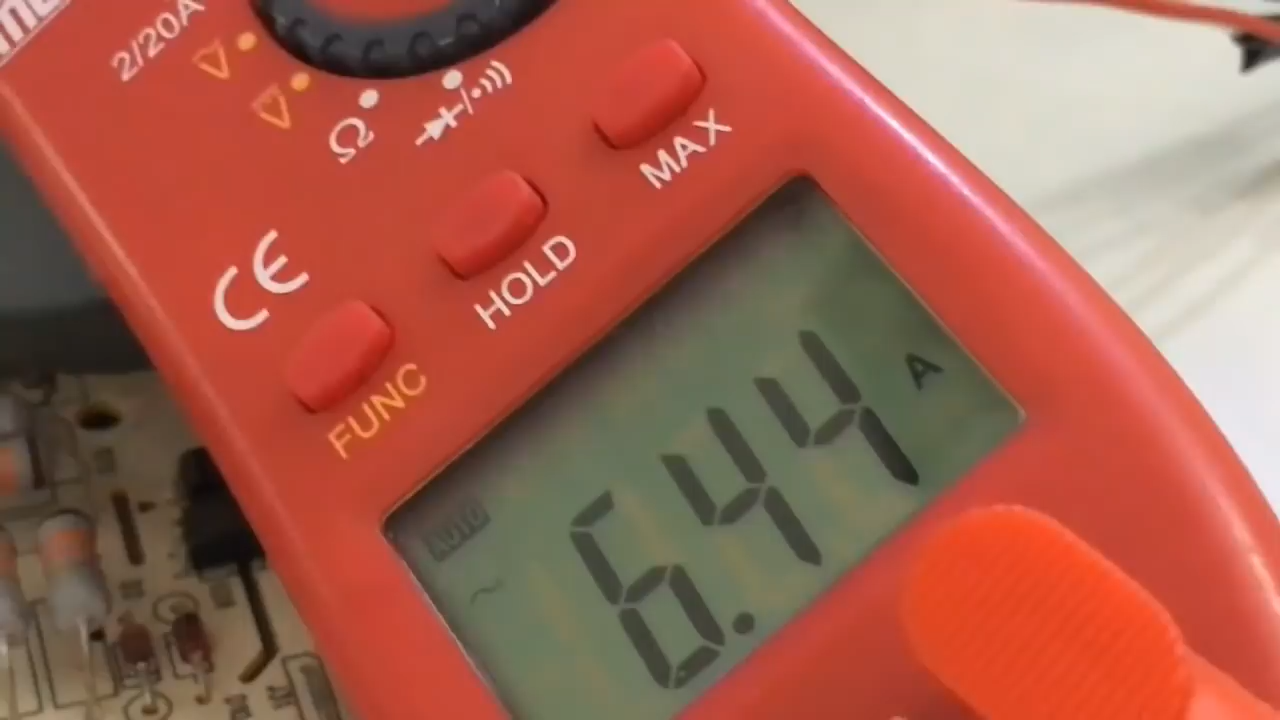 2/20A
Ω
MAX
HOLD
CE
FUNC
AUTO
6.44 A